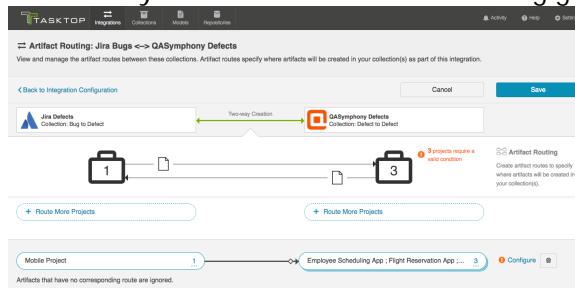 TASKTOP
Integrations
Collections
Models
Repositories
Activity
Help
Artifact Routing: Jira Bugs <–> QASymphony Defects
View and manage the artifact routes between these collections. Artifact routes specify where artifacts will be created in your collection(s) as part of this integration.
Back to Integration Configuration
Cancel
Save
Jira Defects
Collection: Bug to Defect
Two-way Creation
QASymphony Defects
Collection: Defect to Defect
1
3
3 projects require a
valid condition
Artifact Routing
Create artifact routes to specify
where artifacts will be created in
your collection(s).
+ Route More Projects
+ Route More Projects
Mobile Project 1
Employee Scheduling App ; Flight Reservation App ;... 3
Configure
Artifacts that have no corresponding route are ignored.